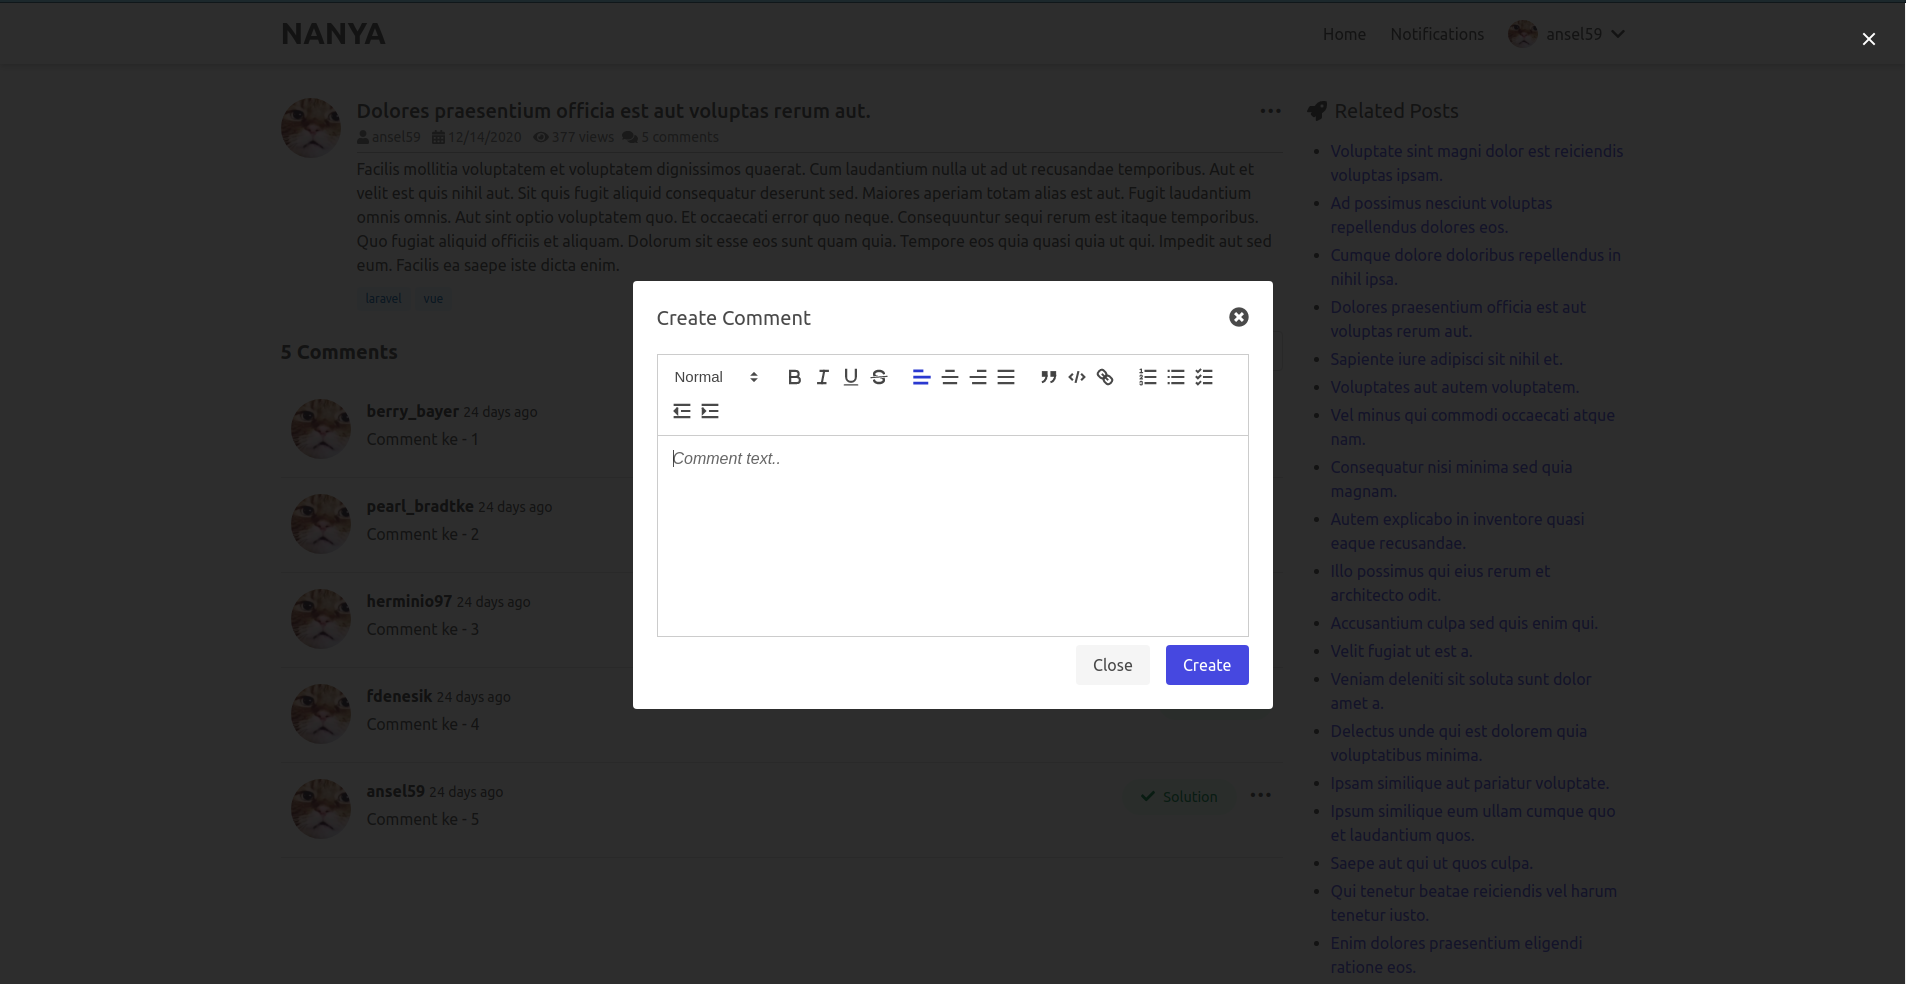 NANYA
Home Notifications ansel59
Dolores praesentium officia est aut voluptas rerum aut.
ansel59 12/14/2020 377 views 5 comments
Facilis mollitia voluptatem et voluptatem dignissimos quaerat. Cum laudantium nulla ut ad ut recusandae temporibus. Aut et
velit est quis nihil aut. Sit quis fugit aliquid consequatur deserunt sed. Maiores aperiam totam alias est aut. Fugit laudantium
omnis omnis. Aut sint optio voluptatem quo. Et occaecati error quo neque. Consequuntur sequi rerum est itaque temporibus.
Quo fugiat aliquid officiis et aliquam. Dolorum sit esse eos sunt quam quia. Tempore eos quia quasi quia ut qui. Impedit aut sed
eum. Facilis ea saepe iste dicta enim.
laravel vue
5 Comments
berry_bayer 24 days ago
Comment ke - 1
pearl_bradtke 24 days ago
Comment ke - 2
herminio97 24 days ago
Comment ke - 3
fdenesik 24 days ago
Comment ke - 4
ansel59 24 days ago
Comment ke - 5
Solution
Create Comment
Normal
Comment text..
Close
Create
Related Posts
Voluptate sint magni dolor est reiciendis
voluptas ipsam.
Ad possimus nesciunt voluptas
repellendus dolores eos.
Cumque dolore doloribus repellendus in
nihil ipsa.
Dolores praesentium officia est aut
voluptas rerum aut.
Sapiente iure adipisci sit nihil et.
Voluptates aut autem voluptatem.
Vel minus qui commodi occaecati atque
nam.
Consequatur nisi minima sed quia
magnam.
Autem explicabo in inventore quasi
eaque recusandae.
Illo possimus qui eius rerum et
architecto odit.
Accusantium culpa sed quis enim qui.
Velit fugiat ut est a.
Veniam deleniti sit soluta sunt dolor
amet a.
Delectus unde qui est dolorem quia
voluptatibus minima.
Ipsam similique aut pariatur voluptate.
Ipsum similique eum ullam cumque quo
et laudantium quos.
Saepe aut qui ut quos culpa.
Qui tenetur beatae reiciendis vel harum
tenetur iusto.
Enim dolores praesentium eligendi
ratione eos.